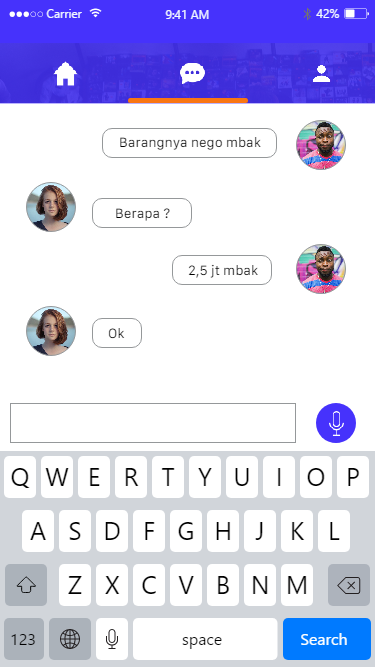 Carrier 9:41 AM 42%
Barangnya nego mbak
Berapa ?
2,5 jt mbak
Ok
Q W E R T Y U I O P
A S D F G H J K L
Z X C V B N M
123 space Search